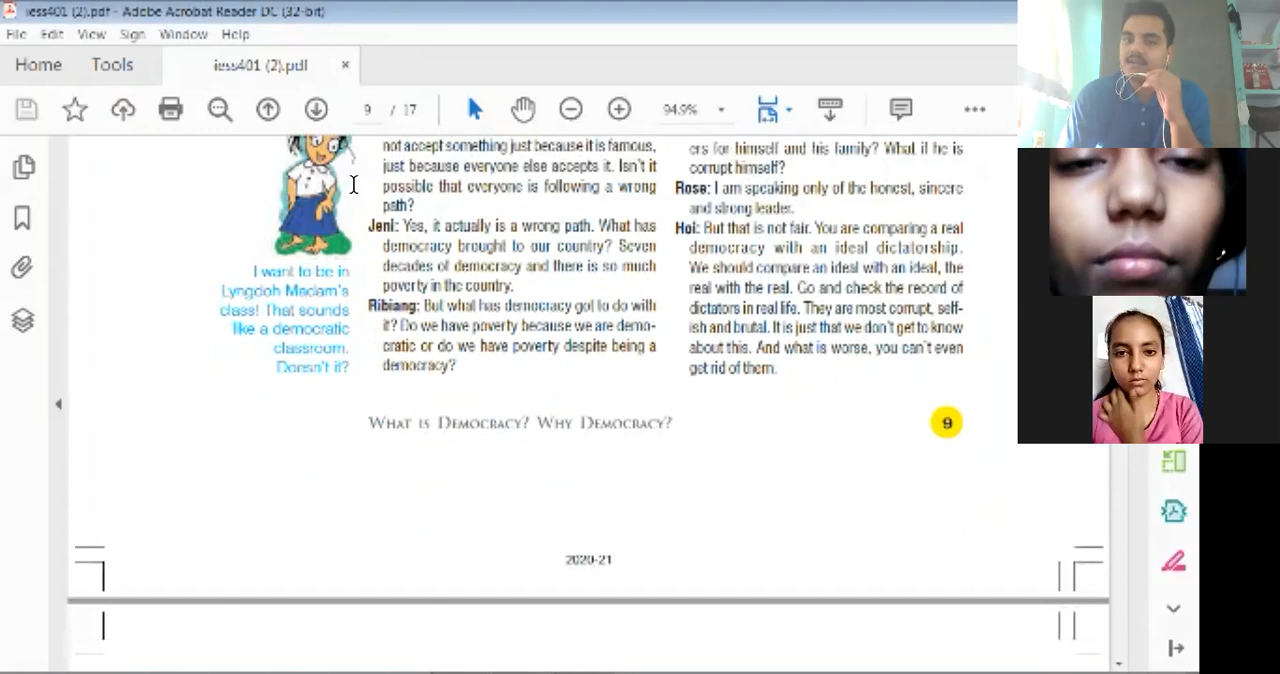 iess401 (2).pdf - Adobe Acrobat Reader DC (32-bit)
File Edit View Sign Window Help
Home Tools iess401 (2).pdf ×
9 / 17 94.9%
I want to be in
Lyngdoh Madam's
class! That sounds
like a democratic
classroom.
Doesn't it?
not accept something just because it is famous,
just because everyone else accepts it. Isn't it
possible that everyone is following a wrong
path?
Jeni: Yes, it actually is a wrong path. What has
democracy brought to our country? Seven
decades of democracy and there is so much
poverty in the country.
Ribiang: But what has democracy got to do with
it? Do we have poverty because we are demo-
cratic or do we have poverty despite being a
democracy?
ers for himself and his family? What if he is
corrupt himself?
Rose: I am speaking only of the honest, sincere
and strong leader.
Hoi: But that is not fair. You are comparing a real
democracy with an ideal dictatorship.
We should compare an ideal with an ideal, the
real with the real. Go and check the record of
dictators in real life. They are most corrupt, self-
ish and brutal. It is just that we don't get to know
about this. And what is worse, you can't even
get rid of them.
What is Democracy? Why Democracy? 9
2020-21